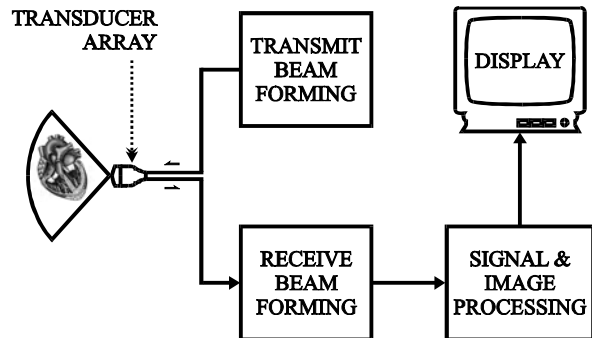 TRANSDUCER
ARRAY
TRANSMIT
BEAM
FORMING
DISPLAY
RECEIVE
BEAM
FORMING
SIGNAL &
IMAGE
PROCESSING